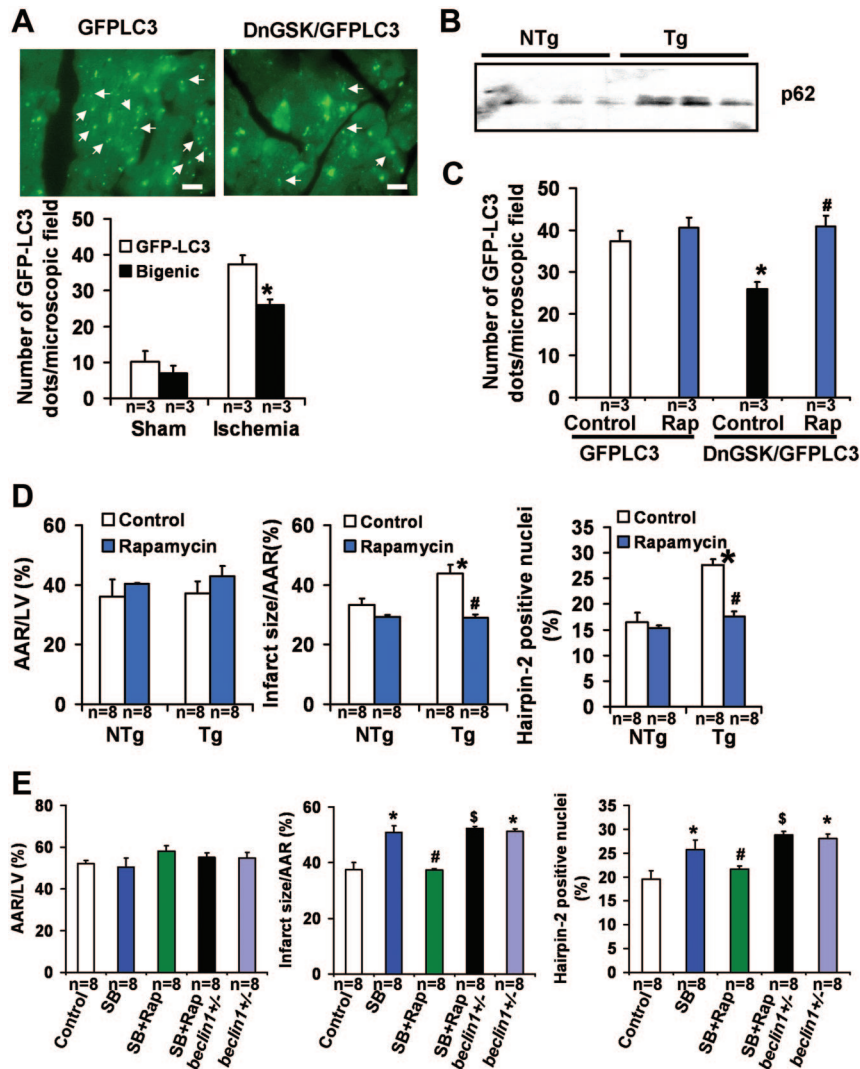 A
GFPLC3
DnGSK/GFPLC3
Number of GFP-LC3
dots/microscopic field
50
40
30
20
10
0
GFP-LC3
Bigenic
*
n=3 n=3 n=3 n=3
Sham Ischemia
B
NTg Tg
p62
C
Number of GFP-LC3
dots/microscopic field
50
40
30
20
10
0
*
#
n=3 n=3 n=3 n=3
Control Rap Control Rap
GFPLC3 DnGSK/GFPLC3
D
AAR/LV (%)
60
40
20
0
Control
Rapamycin
n=8 n=8 n=8 n=8
NTg Tg
Infarct size/AAR(%)
60
40
20
0
Control
Rapamycin
*
#
n=8 n=8 n=8 n=8
NTg Tg
Hairpin-2 positive nuclei
(%)
35
30
25
20
15
10
5
0
Control
Rapamycin
*
#
n=8 n=8 n=8 n=8
NTg Tg
E
AAR/LV (%)
80
60
40
20
0
n=8 n=8 n=8 n=8 n=8
Control
SB
SB+Rap
SB+Rap
beclin1+/-
beclin1+/-
Infarct size/AAR (%)
60
40
20
0
*
#
$
*
n=8 n=8 n=8 n=8 n=8
Control
SB
SB+Rap
SB+Rap
beclin1+/-
beclin1+/-
Hairpin-2 positive nuclei
(%)
35
30
25
20
15
10
5
0
*
#
$
*
n=8 n=8 n=8 n=8 n=8
Control
SB
SB+Rap
SB+Rap
beclin1+/-
beclin1+/-